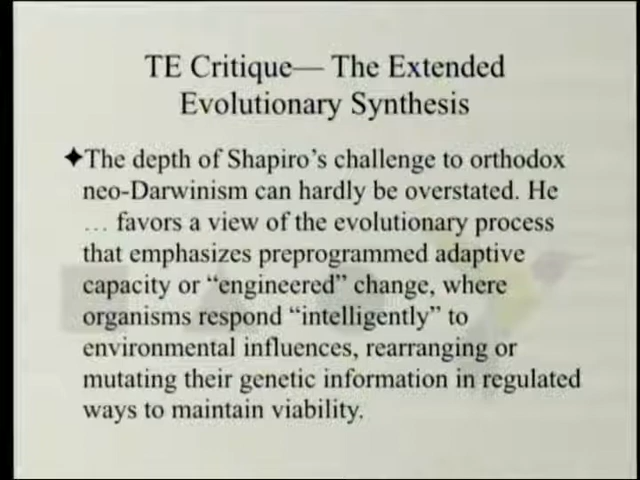 TE Critique— The Extended
Evolutionary Synthesis
✦The depth of Shapiro's challenge to orthodox
neo-Darwinism can hardly be overstated. He
… favors a view of the evolutionary process
that emphasizes preprogrammed adaptive
capacity or “engineered” change, where
organisms respond “intelligently” to
environmental influences, rearranging or
mutating their genetic information in regulated
ways to maintain viability.